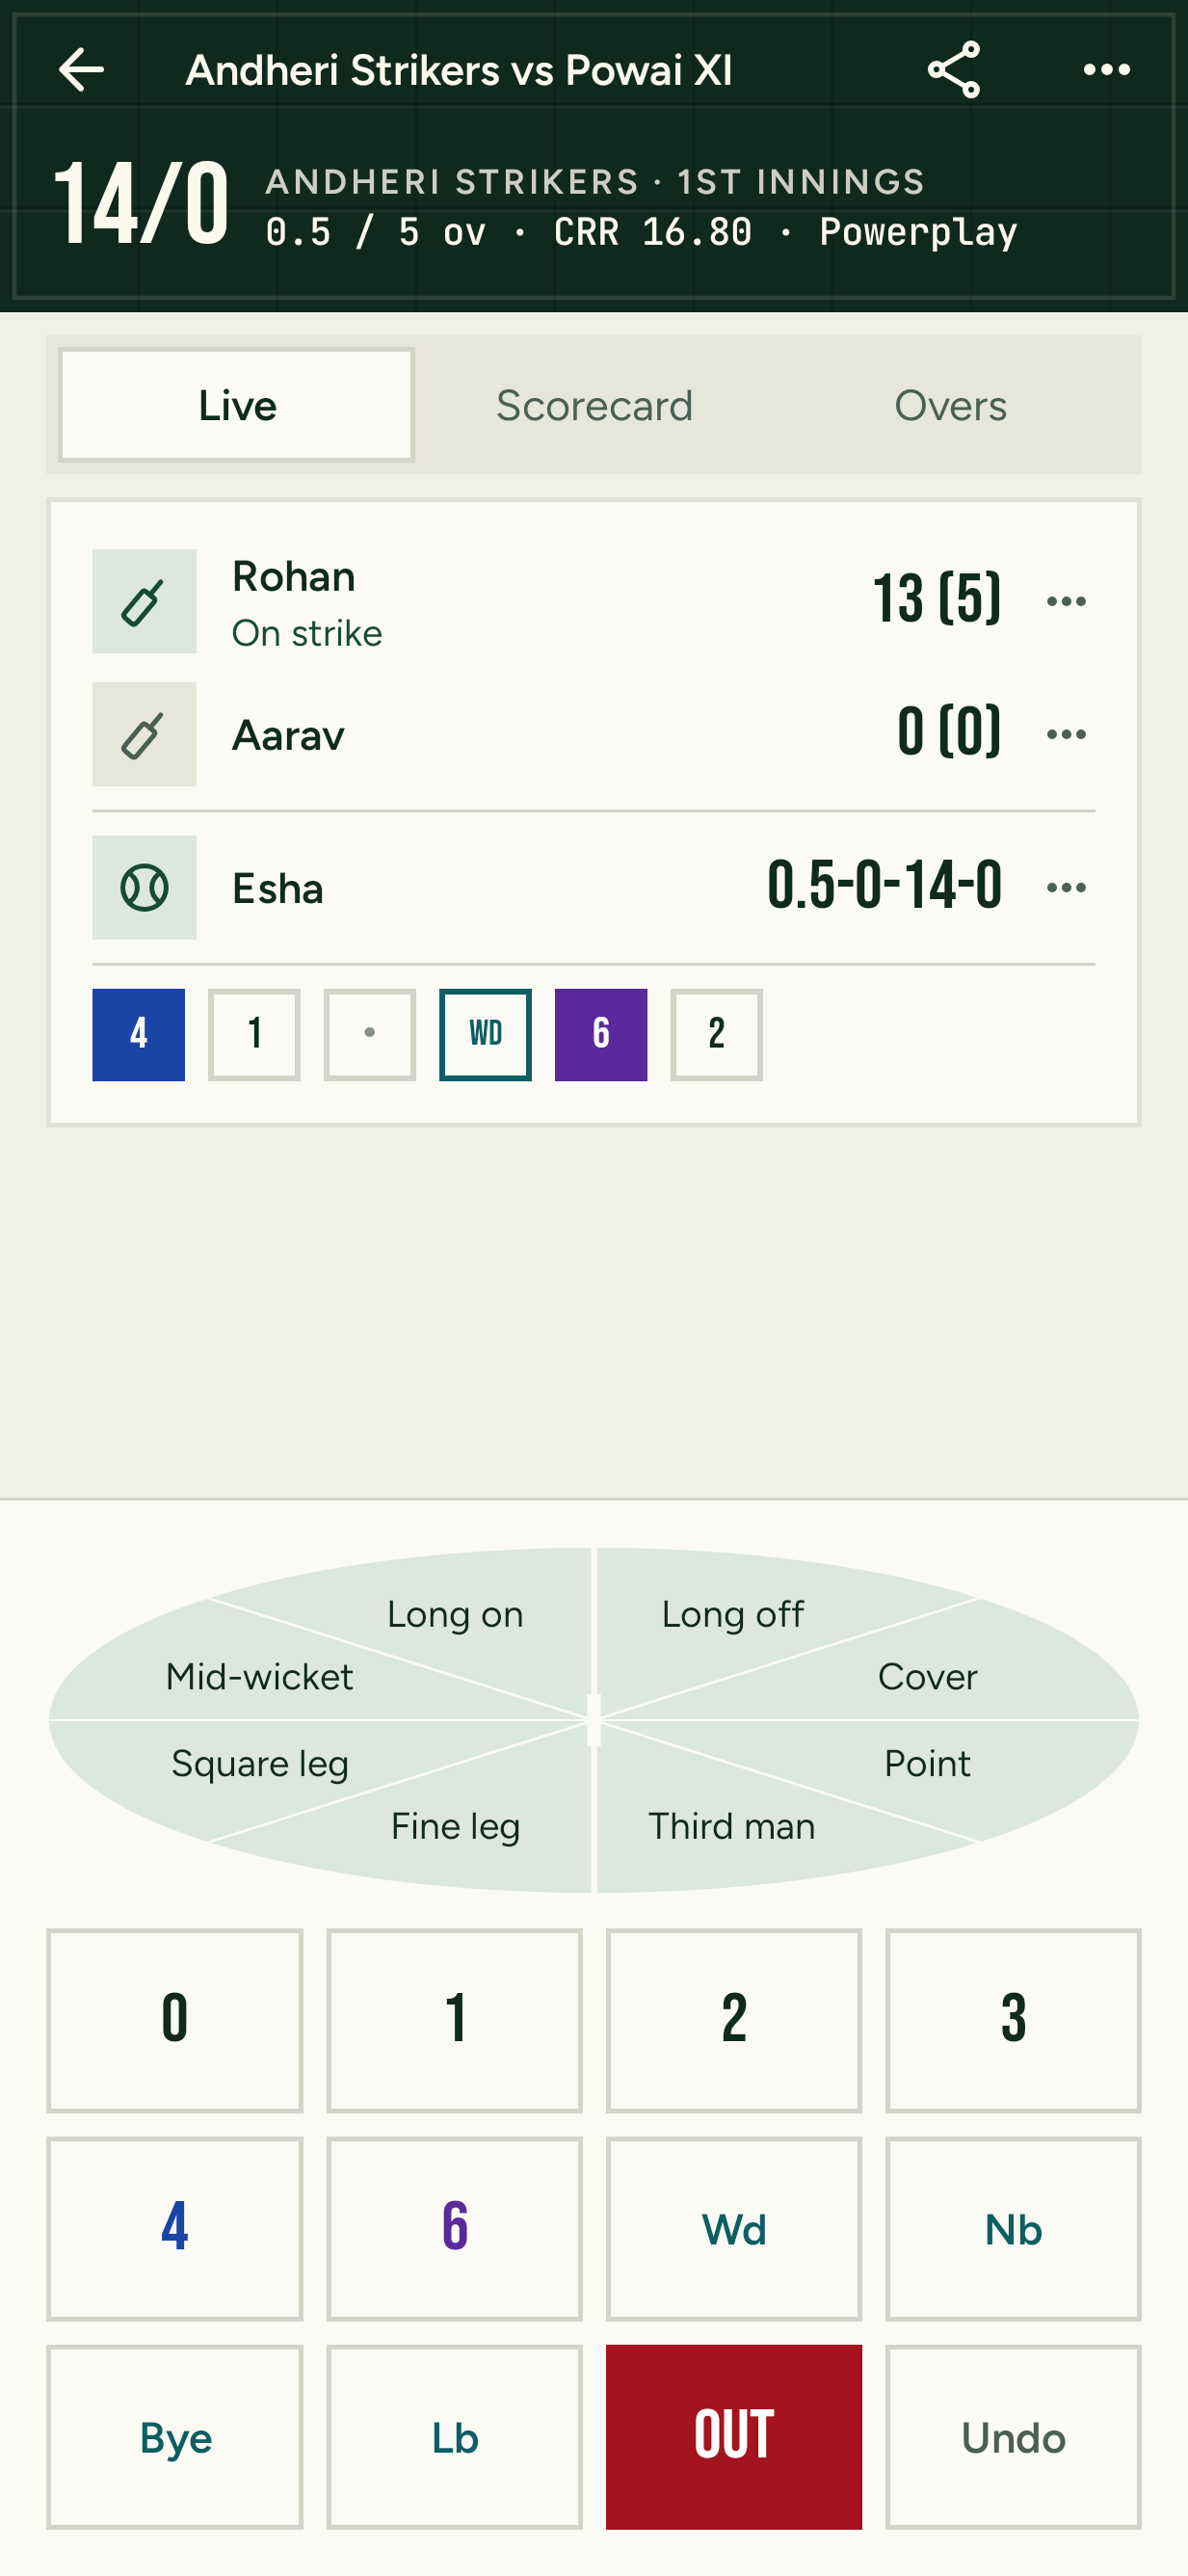 Andheri Strikers vs Powai XI
14/0
ANDHERI STRIKERS · 1ST INNINGS
0.5 / 5 ov · CRR 16.80 · Powerplay
Live Scorecard Overs
Rohan 13 (5)
On strike
Aarav 0 (0)
Esha 0.5-0-14-0
4 1 • WD 6 2
Long on Long off
Mid-wicket Cover
Square leg Point
Fine leg Third man
0 1 2 3
4 6 Wd Nb
Bye Lb OUT Undo